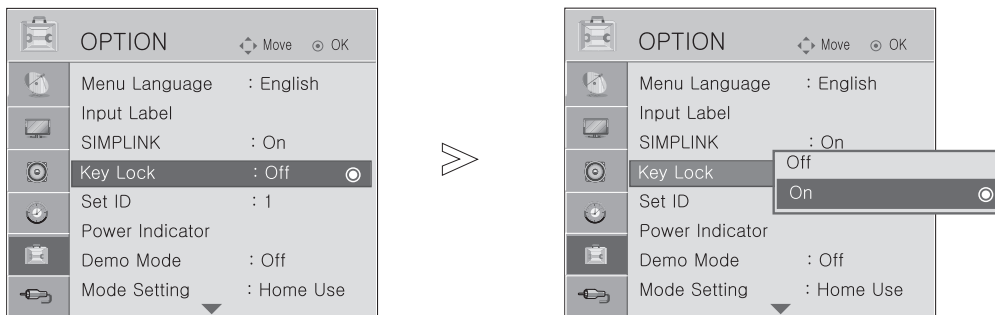 OPTION Move OK
Menu Language : English
Input Label
SIMPLINK : On
Key Lock : Off
Set ID : 1
Power Indicator
Demo Mode : Off
Mode Setting : Home Use
OPTION Move OK
Menu Language : English
Input Label
SIMPLINK : On
Key Lock
Off
On
Set ID
Power Indicator
Demo Mode : Off
Mode Setting : Home Use